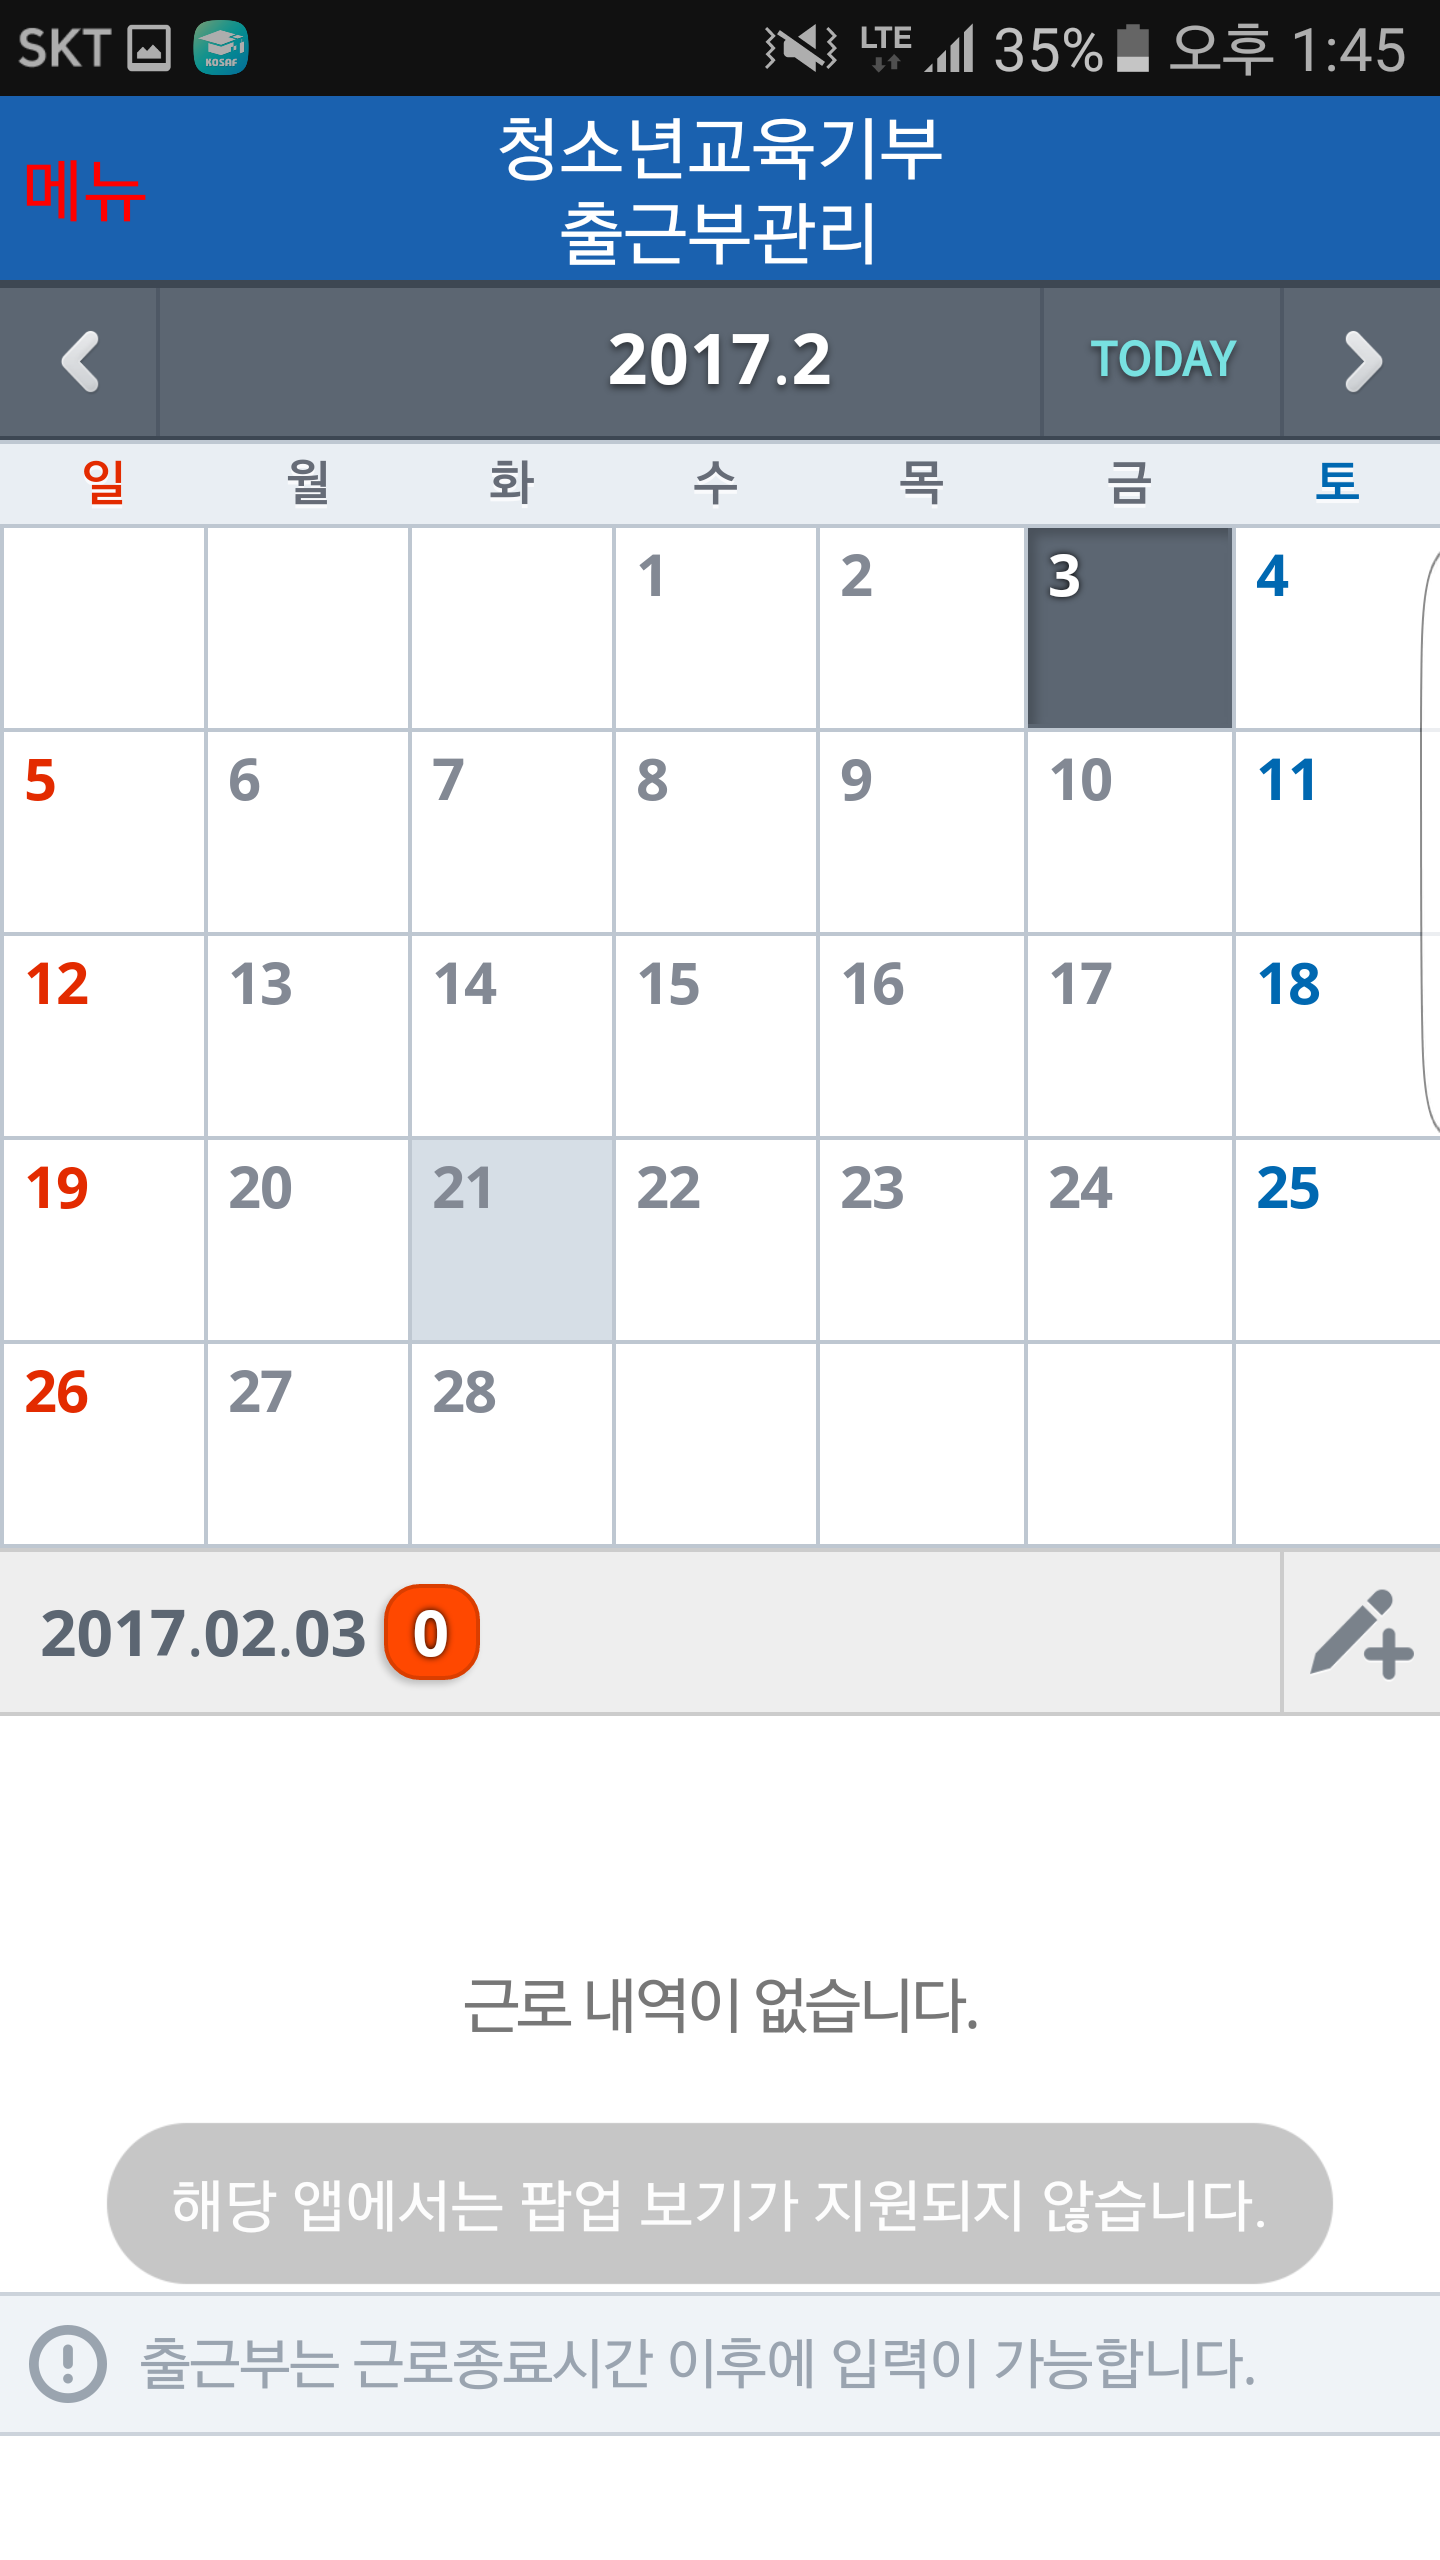 SKT KOSAF LTE 35% 오후 1:45
메뉴
청소년교육기부
출근부관리
2017.2 TODAY
일 월 화 수 목 금 토
1 2 3 4
5 6 7 8 9 10 11
12 13 14 15 16 17 18
19 20 21 22 23 24 25
26 27 28
2017.02.03 0
근로 내역이 없습니다.
해당 앱에서는 팝업 보기가 지원되지 않습니다.
출근부는 근로종료시간 이후에 입력이 가능합니다.